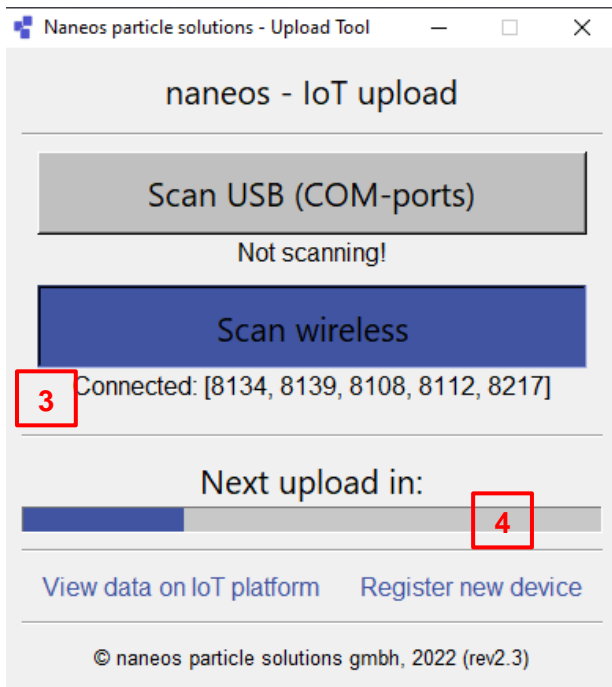 Naneos particle solutions - Upload Tool
naneos - IoT upload
Scan USB (COM-ports)
Not scanning!
Scan wireless
3 Connected: [8134, 8139, 8108, 8112, 8217]
Next upload in:
4
View data on IoT platform Register new device
© naneos particle solutions gmbh, 2022 (rev2.3)